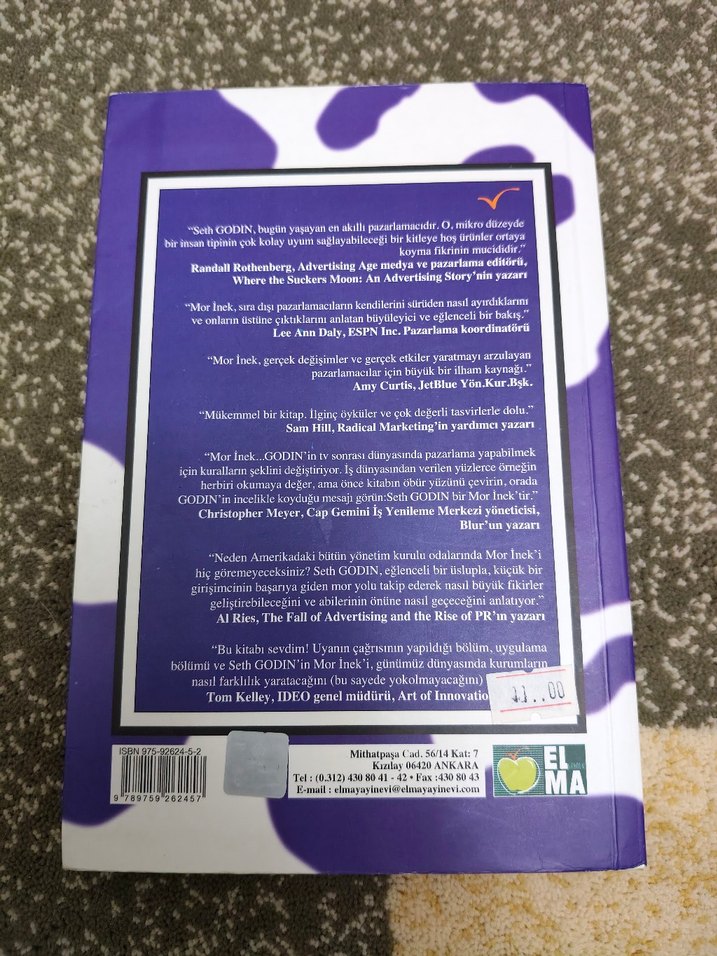 “Seth GODIN, bugün yaşayan en akıllı pazarlamacıdır. O, mikro düzeyde
bir insan tipinin çok kolay uyum sağlayabileceği bir kitleye hoş ürünler ortaya
koyma fikrinin mucididir.”
Randall Rothenberg, Advertising Age medya ve pazarlama editörü,
Where the Suckers Moon: An Advertising Story’nin yazarı
“Mor İnek, sıra dışı pazarlamacıların kendilerini sürüden nasıl ayırdıklarını
ve onların üstüne çıktıklarını anlatan büyüleyici ve eğlenceli bir bakış.”
Lee Ann Daly, ESPN Inc. Pazarlama koordinatörü
“Mor İnek, gerçek değişimler ve gerçek etkiler yaratmayı arzulayan
pazarlamacılar için büyük bir ilham kaynağı.”
Amy Curtis, JetBlue Yön.Kur.Bşk.
“Mükemmel bir kitap. İlginç öyküler ve çok değerli tasvirlerle dolu.”
Sam Hill, Radical Marketing’in yardımcı yazarı
“Mor İnek...GODIN’in tv sonrası dünyasında pazarlama yapabilmek
için kuralların şeklini değiştiriyor. İş dünyasından verilen yüzlerce örneğin
herbiri okumaya değer, ama önce kitabın öbür yüzünü çevirin, orada
GODIN’in incelikle koyduğu mesajı görün:Seth GODIN bir Mor İnek’tir.”
Christopher Meyer, Cap Gemini İş Yenileme Merkezi yöneticisi,
Blur’un yazarı
“Neden Amerikadaki bütün yönetim kurulu odalarında Mor İnek’i
hiç göremeyeceksiniz? Seth GODIN, eğlenceli bir üslupla, küçük bir
girişimcinin başarıya giden mor yolu takip ederek nasıl büyük fikirler
geliştirebileceğini ve abilerinin önüne nasıl geçeceğini anlatıyor.”
Al Ries, The Fall of Advertising and the Rise of PR’ın yazarı
“Bu kitabı sevdim! Uyanın çağrısının yapıldığı bölüm, uygulama
bölümü ve Seth GODIN’in Mor İnek’i, günümüz dünyasında kurumların
nasıl farklılık yaratacağını (bu sayede yokolmayacağını)
Tom Kelley, IDEO genel müdürü, Art of Innovatio
11..00
ISBN 975-92624-5-2
9 789759 262457
Mithatpaşa Cad. 56/14 Kat: 7
Kızılay 06420 ANKARA
Tel : (0.312) 430 80 41 - 42 • Fax :430 80 43
E-mail : elmayayinevi@elmayayinevi.com
ELMA